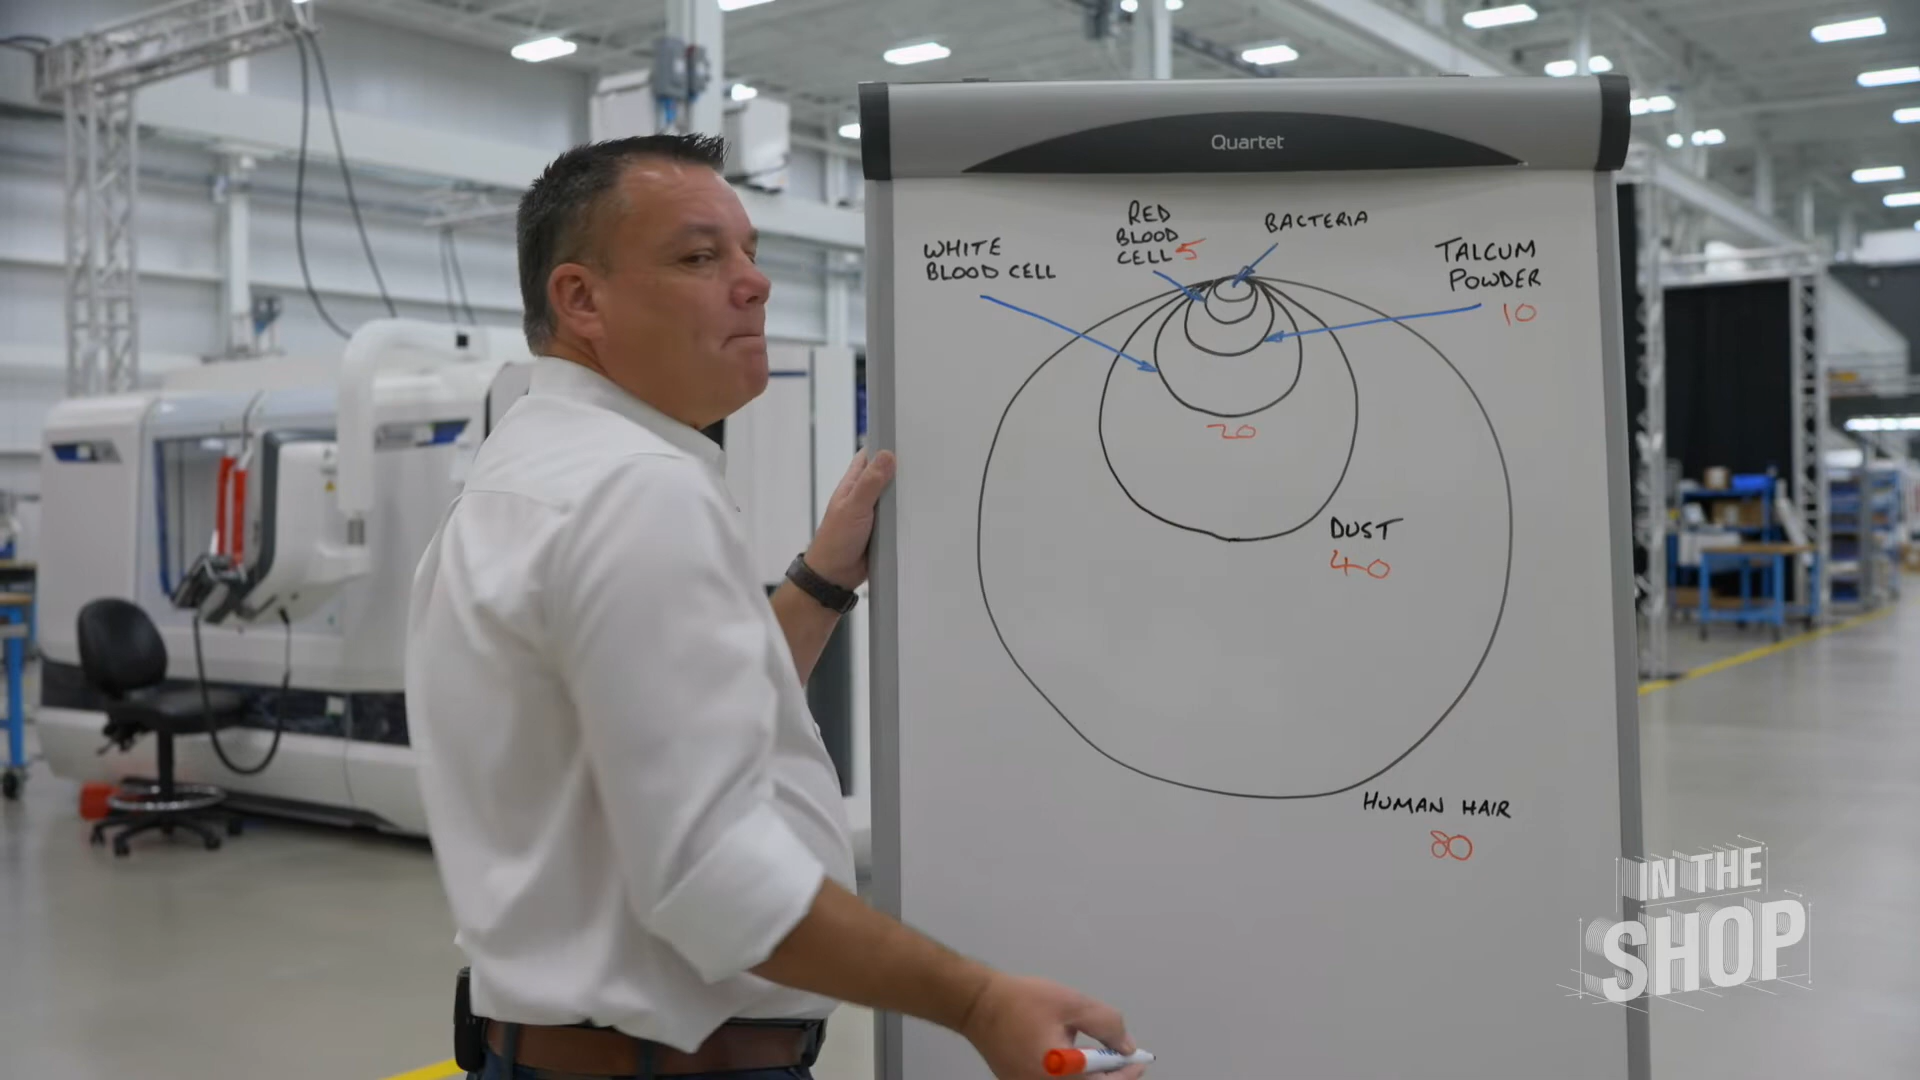 Quartet
WHITE
BLOOD CELL
RED
BLOOD
CELL 5
BACTERIA
TALCUM
POWDER
10
20
DUST
40
HUMAN HAIR
80
IN THE
SHOP